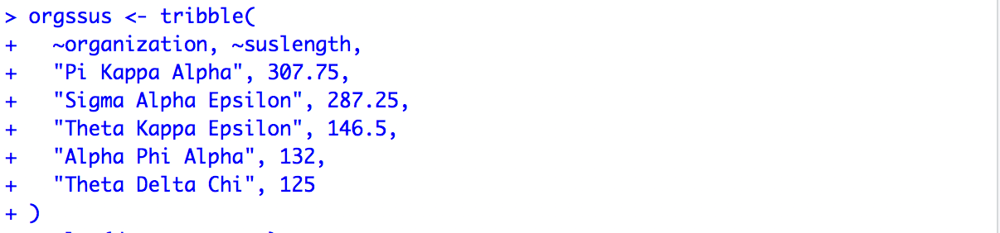 > orgssus <- tribble(
+   ~organization, ~suslength,
+   "Pi Kappa Alpha", 307.75,
+   "Sigma Alpha Epsilon", 287.25,
+   "Theta Kappa Epsilon", 146.5,
+   "Alpha Phi Alpha", 132,
+   "Theta Delta Chi", 125
+ )